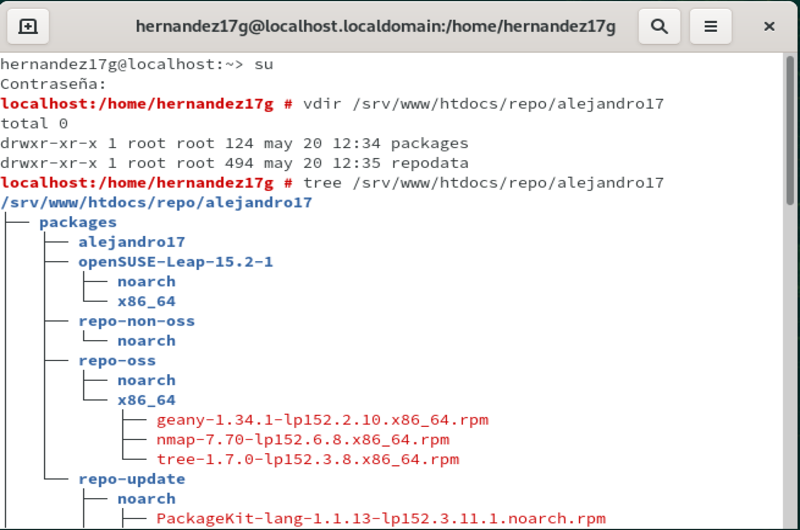 hernandez17g@localhost.localdomain:/home/hernandez17g
hernandez17g@localhost:~> su
Contraseña:
localhost:/home/hernandez17g # vdir /srv/www/htdocs/repo/alejandro17
total 0
drwxr-xr-x 1 root root 124 may 20 12:34 packages
drwxr-xr-x 1 root root 494 may 20 12:35 repodata
localhost:/home/hernandez17g # tree /srv/www/htdocs/repo/alejandro17
/srv/www/htdocs/repo/alejandro17
├── packages
│   ├── alejandro17
│   ├── openSUSE-Leap-15.2-1
│   │   ├── noarch
│   │   └── x86_64
│   ├── repo-non-oss
│   │   └── noarch
│   ├── repo-oss
│   │   ├── noarch
│   │   └── x86_64
│   │       ├── geany-1.34.1-lp152.2.10.x86_64.rpm
│   │       ├── nmap-7.70-lp152.6.8.x86_64.rpm
│   │       └── tree-1.7.0-lp152.3.8.x86_64.rpm
│   └── repo-update
│       ├── noarch
│       │   ├── PackageKit-lang-1.1.13-lp152.3.11.1.noarch.rpm